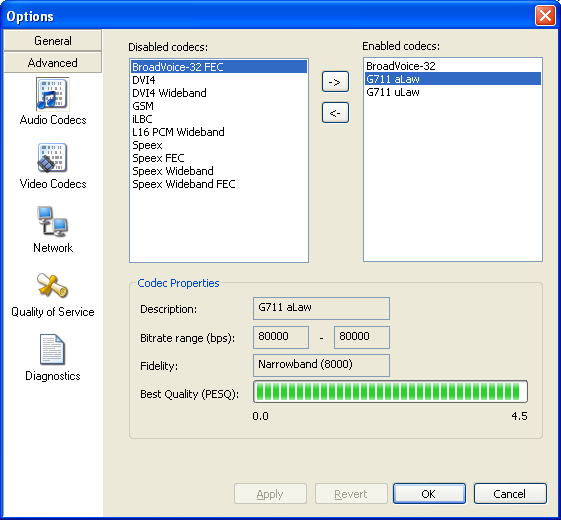 Options
General
Advanced
Audio Codecs
Video Codecs
Network
Quality of Service
Diagnostics
Disabled codecs:
BroadVoice-32 FEC
DVI4
DVI4 Wideband
GSM
iLBC
L16 PCM Wideband
Speex
Speex FEC
Speex Wideband
Speex Wideband FEC
->
<-
Enabled codecs:
BroadVoice-32
G711 aLaw
G711 uLaw
Codec Properties
Description: G711 aLaw
Bitrate range (bps): 80000 - 80000
Fidelity: Narrowband (8000)
Best Quality (PESQ):
0.0 4.5
Apply Revert OK Cancel